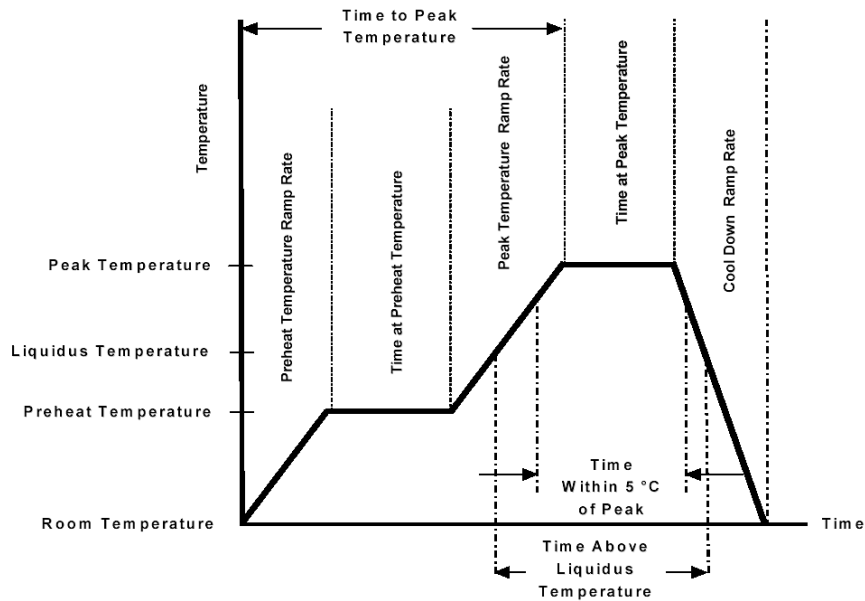 Time to Peak
Temperature
Temperature
Preheat Temperature Ramp Rate
Time at Preheat Temperature
Peak Temperature Ramp Rate
Time at Peak Temperature
Cool Down Ramp Rate
Peak Temperature
Liquidus Temperature
Preheat Temperature
Room Temperature
Time
Within 5 °C
of Peak
Time
Time Above
Liquidus
Temperature